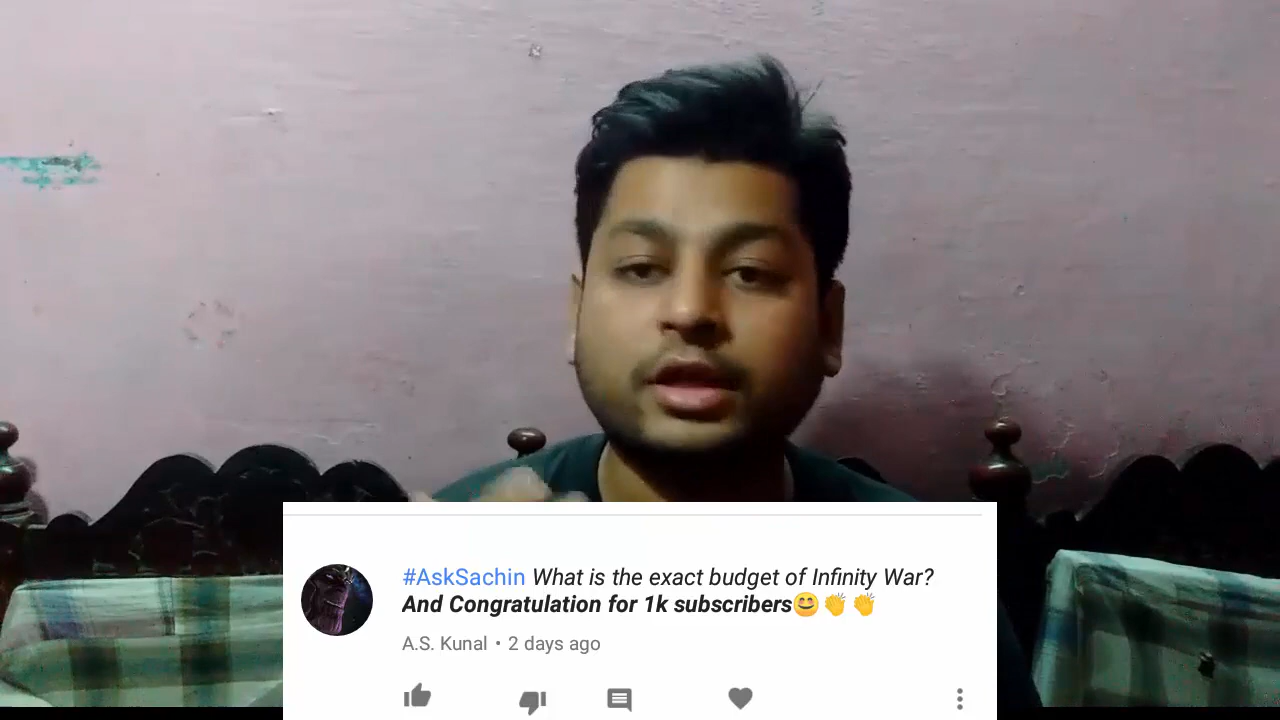 #AskSachin What is the exact budget of Infinity War?
And Congratulation for 1k subscribers😄👏👏
A.S. Kunal • 2 days ago